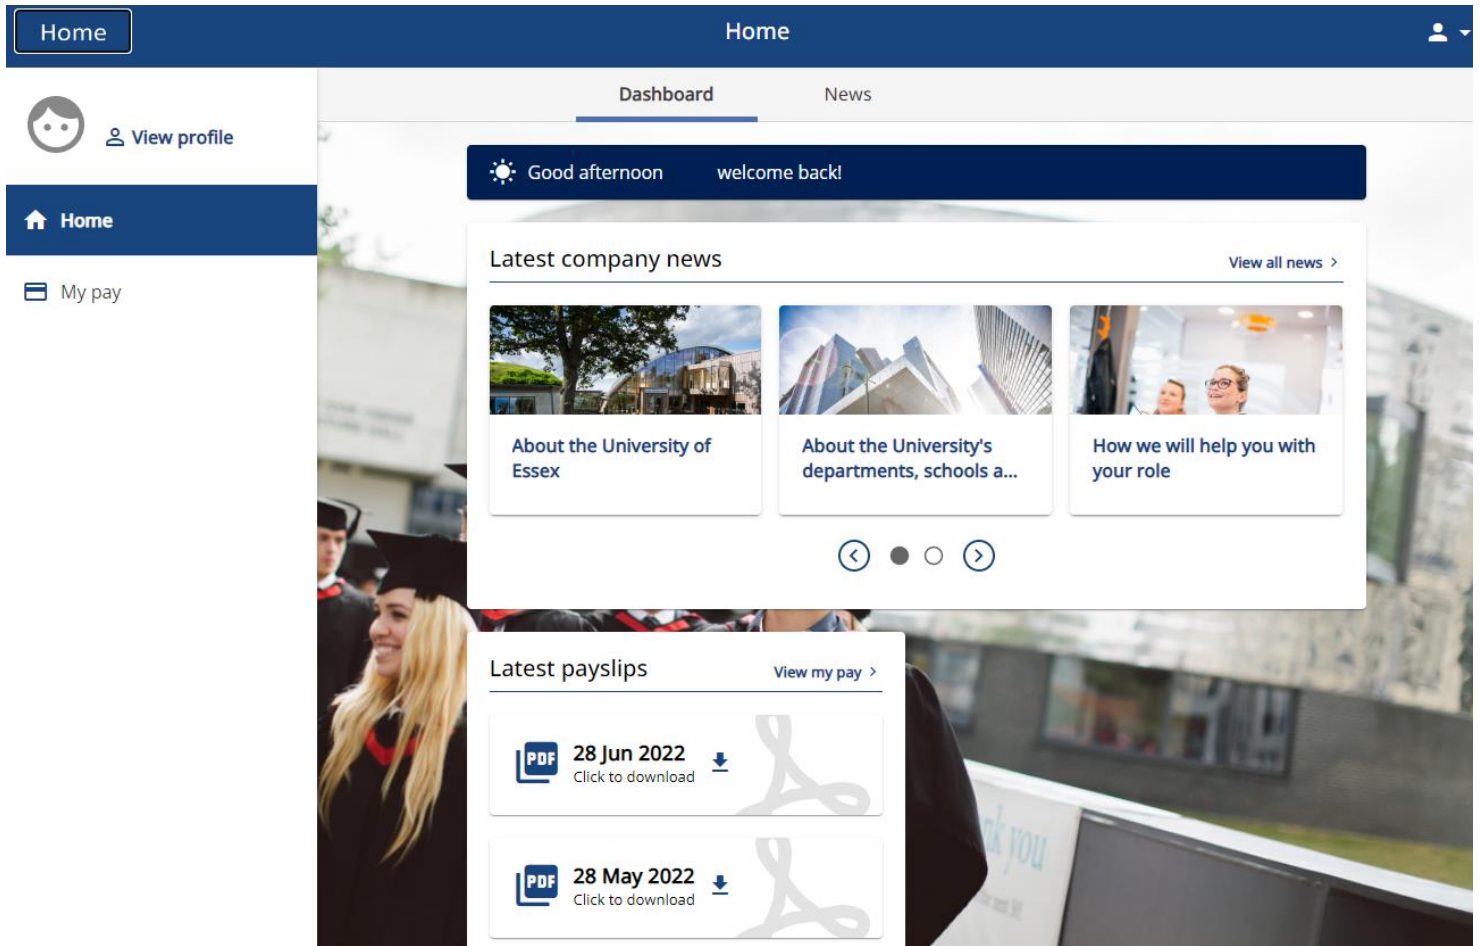 Home
Home
View profile
Home
My pay
Dashboard
News
Good afternoon welcome back!
Latest company news
View all news
About the University of
Essex
About the University's
departments, schools a...
How we will help you with
your role
Latest payslips
View my pay
PDF
28 Jun 2022
Click to download
PDF
28 May 2022
Click to download
you